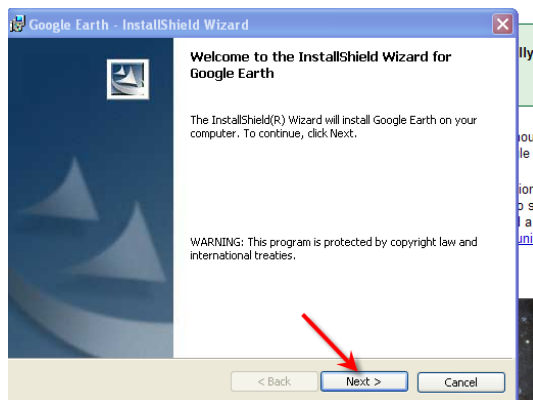 Google Earth - InstallShield Wizard
Welcome to the InstallShield Wizard for
Google Earth
The InstallShield(R) Wizard will install Google Earth on your
computer. To continue, click Next.
WARNING: This program is protected by copyright law and
international treaties.
< Back
Next >
Cancel